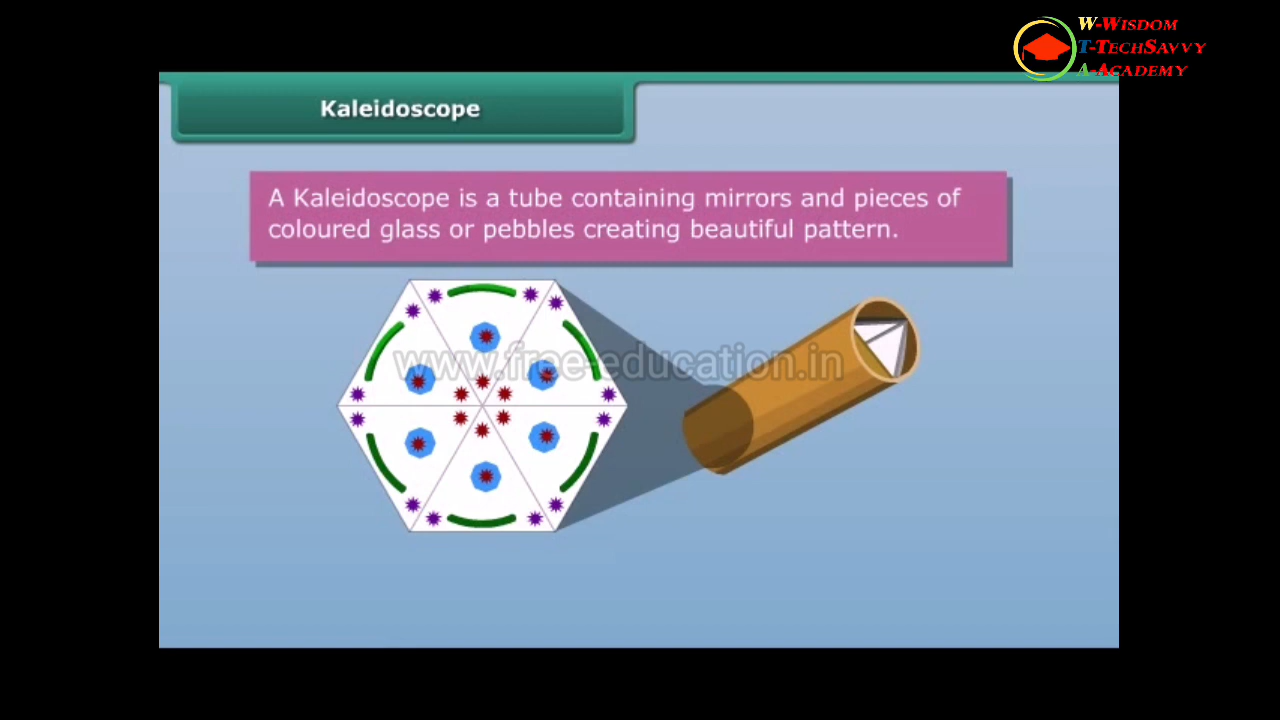 W-Wisdom
T-TechSavvy
A-Academy
Kaleidoscope
A Kaleidoscope is a tube containing mirrors and pieces of
coloured glass or pebbles creating beautiful pattern.
www.free-education.in